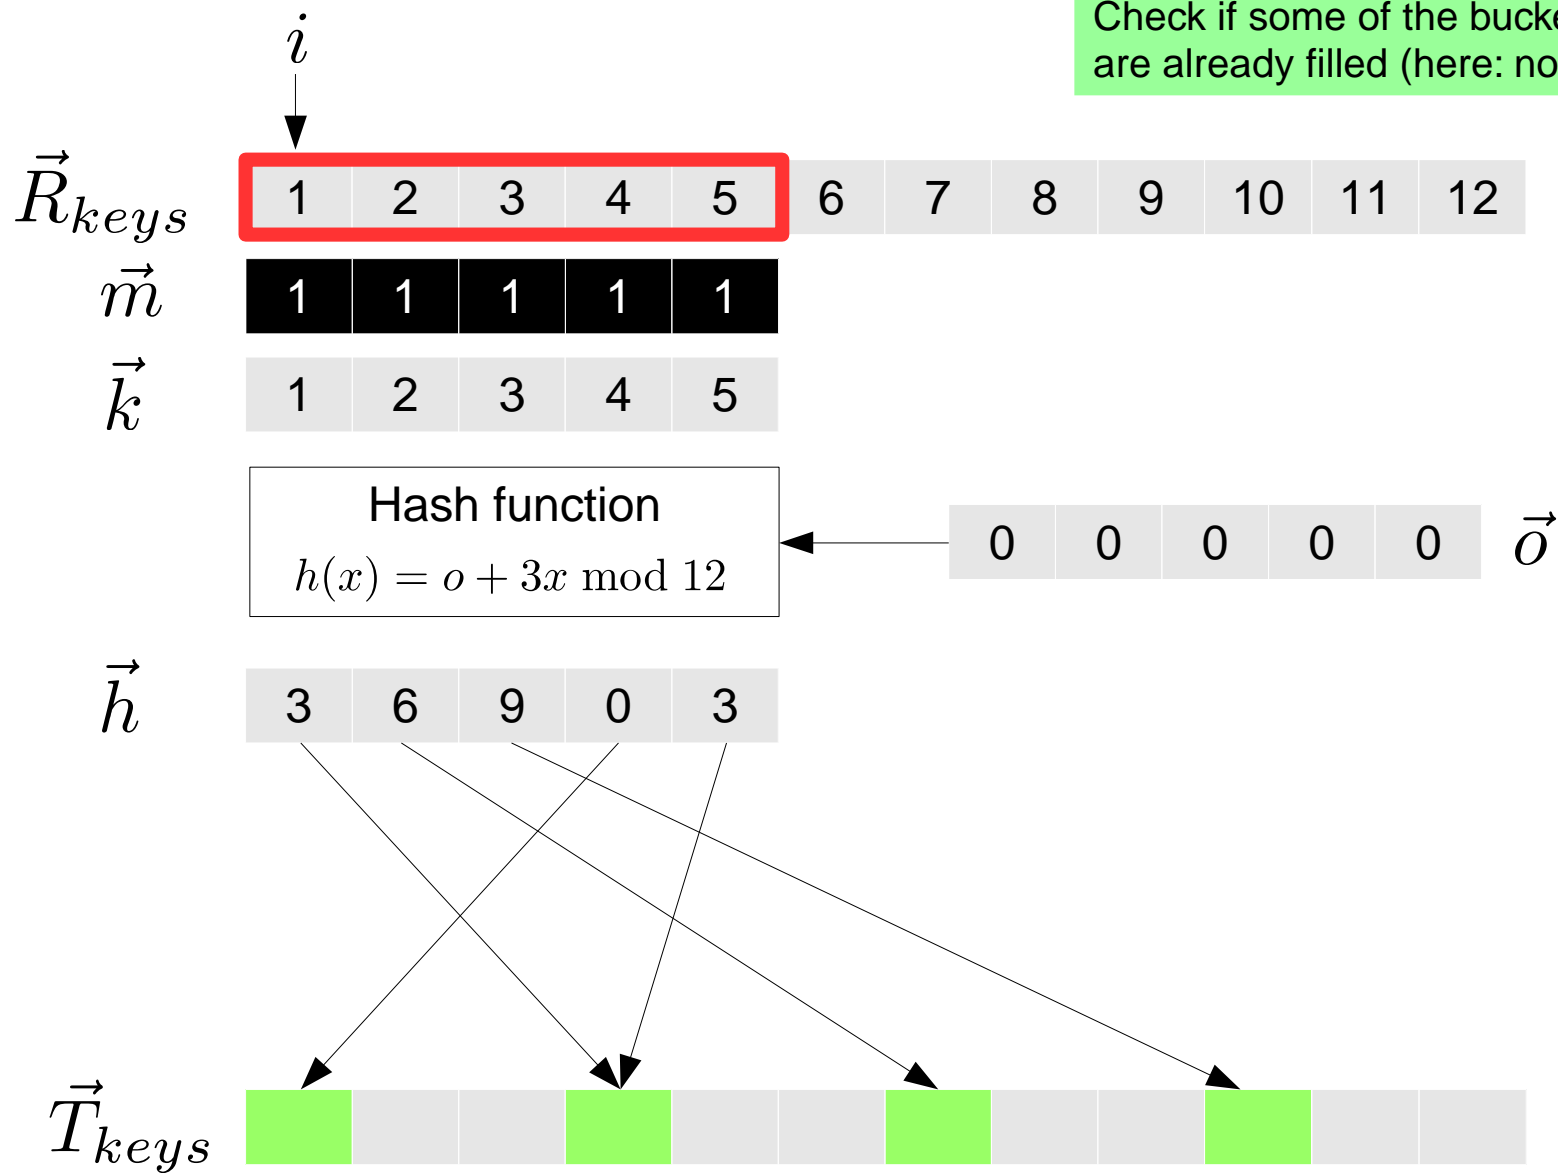 Check if some of the
are already filled (here:
i
R⃗keys 1 2 3 4 5 6 7 8 9 10 11 12
m⃗ 1 1 1 1 1
k⃗ 1 2 3 4 5
Hash function
h(x) = o + 3x mod 12
0 0 0 0 0 o⃗
h⃗ 3 6 9 0 3
T⃗keys